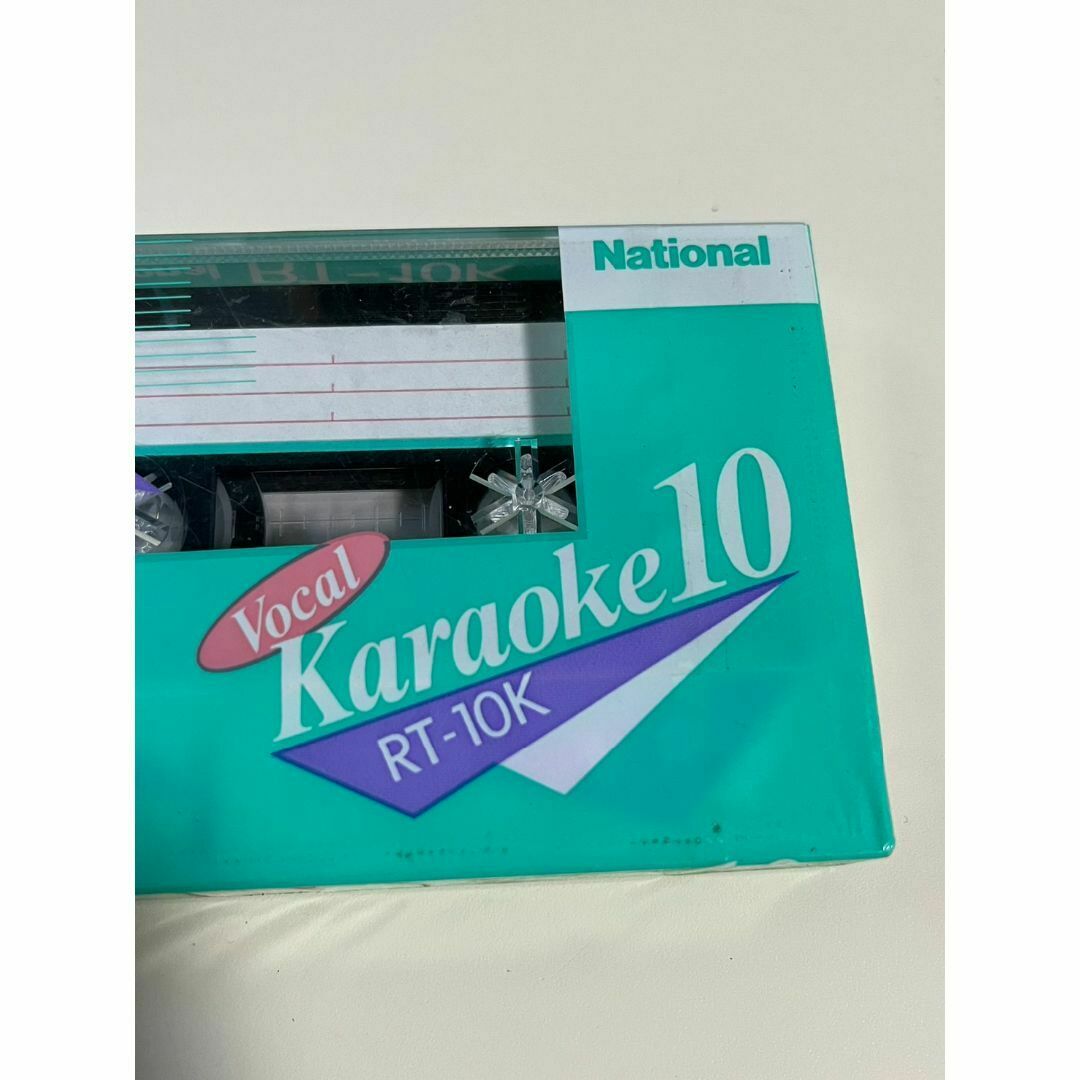 National
RT-10K
Vocal
Karaoke10
RT-10K